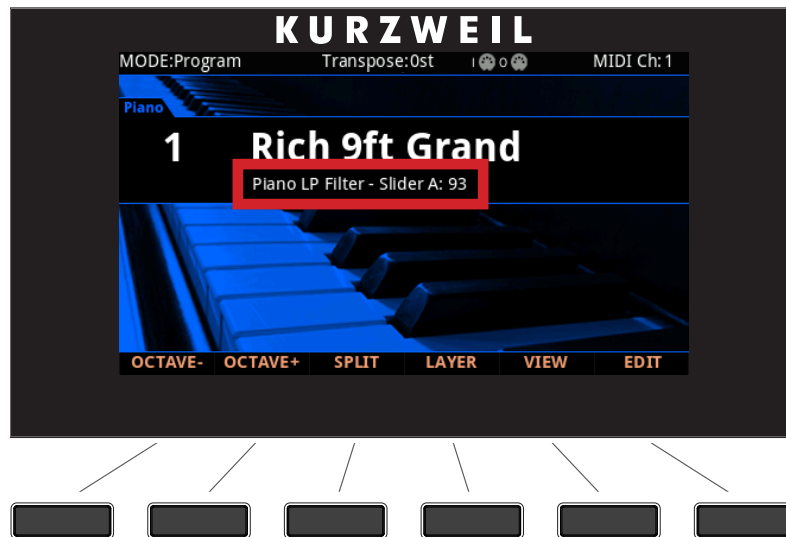 KURZWEIL
MODE:Program Transpose:0st I O MIDI Ch:1
Piano
1 Rich 9ft Grand
Piano LP Filter - Slider A: 93
OCTAVE- OCTAVE+ SPLIT LAYER VIEW EDIT